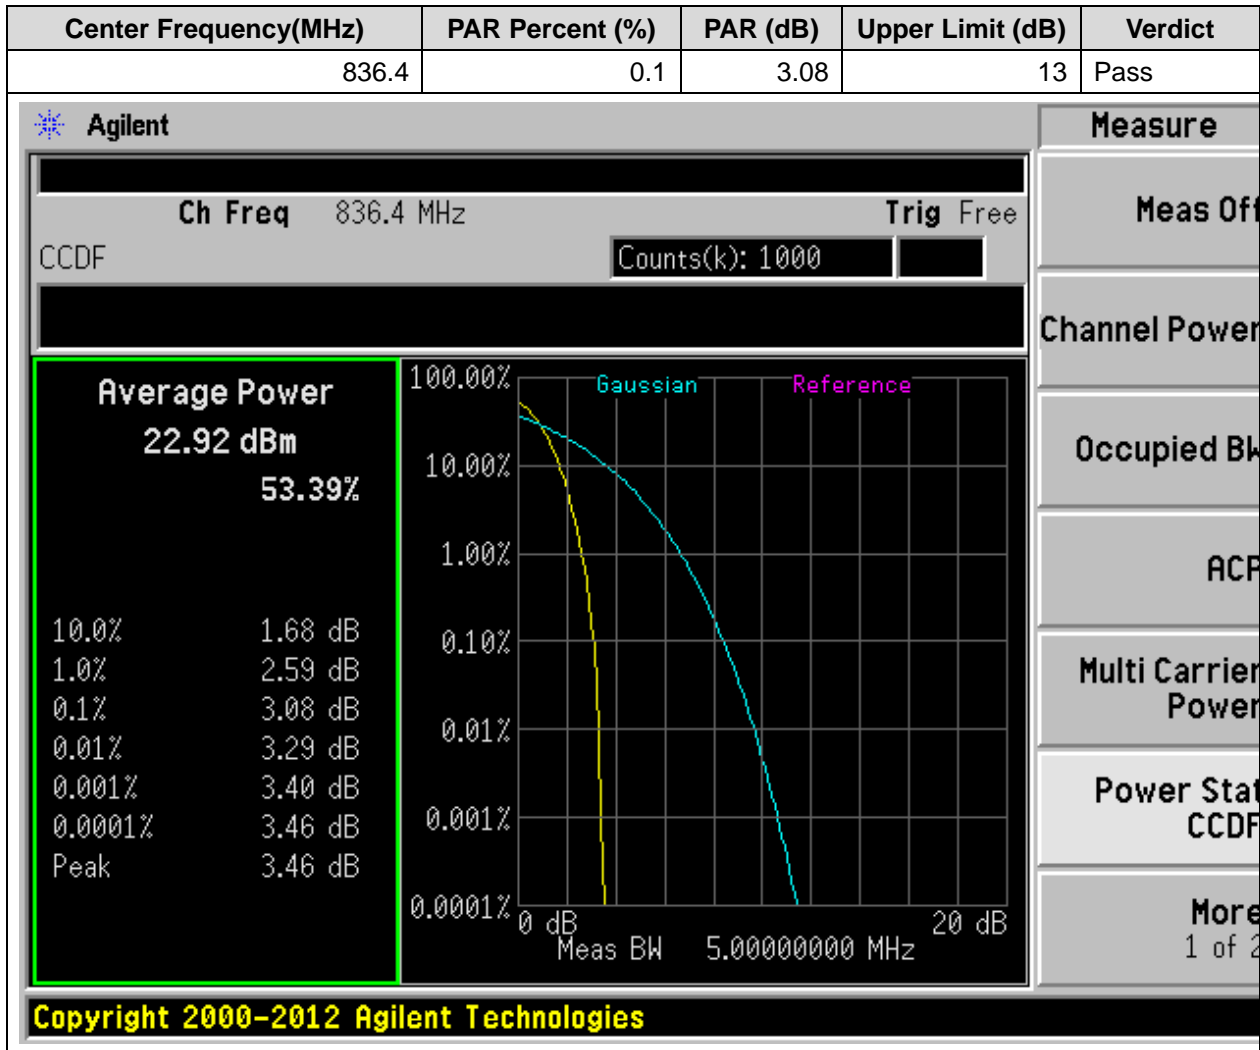 Center Frequency(MHz) PAR Percent (%) PAR (dB) Upper Limit (dB) Verdict
836.4 0.1 3.08 13 Pass
Agilent
Measure
Ch Freq 836.4 MHz Trig Free
CCDF
Counts(k): 1000
Meas Off
Channel Power
Occupied BW
ACP
Multi Carrier
Power
Power Stat
CCDF
More
1 of 2
Average Power
22.92 dBm
53.39%
10.0% 1.68 dB
1.0% 2.59 dB
0.1% 3.08 dB
0.01% 3.29 dB
0.001% 3.40 dB
0.0001% 3.46 dB
Peak 3.46 dB
Gaussian Reference
100.00%
10.00%
1.00%
0.10%
0.01%
0.001%
0.0001%
0 dB 20 dB
Meas BW 5.00000000 MHz
Copyright 2000-2012 Agilent Technologies